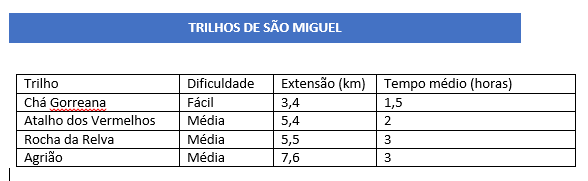 TRILHOS DE SÃO MIGUEL
Trilho Dificuldade Extensão (km) Tempo médio (horas)
Chá Gorreana Fácil 3,4 1,5
Atalho dos Vermelhos Média 5,4 2
Rocha da Relva Média 5,5 3
Agrião Média 7,6 3